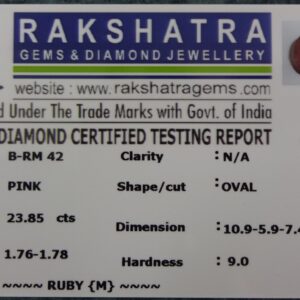 RAKSHATRA
GEMS & DIAMOND JEWELLERY
website : www.rakshatragems.com
d Under The Trade Marks with Govt. of India
DIAMOND CERTIFIED TESTING REPORT
B-RM 42 Clarity : N/A
PINK Shape/cut : OVAL
23.85 cts Dimension : 10.9-5.9-7.4
1.76-1.78 Hardness : 9.0
~~~~ RUBY {M} ~~~~